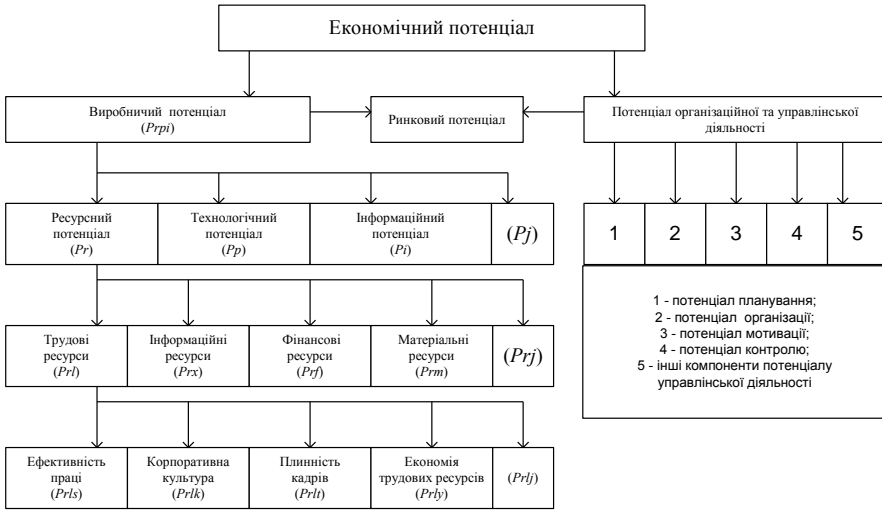 Економічний потенціал
Виробничий потенціал
(Prpi)
Ринковий потенціал
Потенціал організаційної та управлінської
діяльності
Ресурсний
потенціал
(Pr)
Технологічний
потенціал
(Pp)
Інформаційний
потенціал
(Pi)
(Pj)
1
2
3
4
5
1 - потенціал планування;
2 - потенціал організації;
3 - потенціал мотивації;
4 - потенціал контролю;
5 - інші компоненти потенціалу
управлінської діяльності
Трудові
ресурси
(Prl)
Інформаційні
ресурси
(Prx)
Фінансові
ресурси
(Prf)
Матеріальні
ресурси
(Prm)
(Prj)
Ефективність
праці
(Prls)
Корпоративна
культура
(Prlk)
Плинність
кадрів
(Prlt)
Економія
трудових ресурсів
(Prly)
(Prlj)